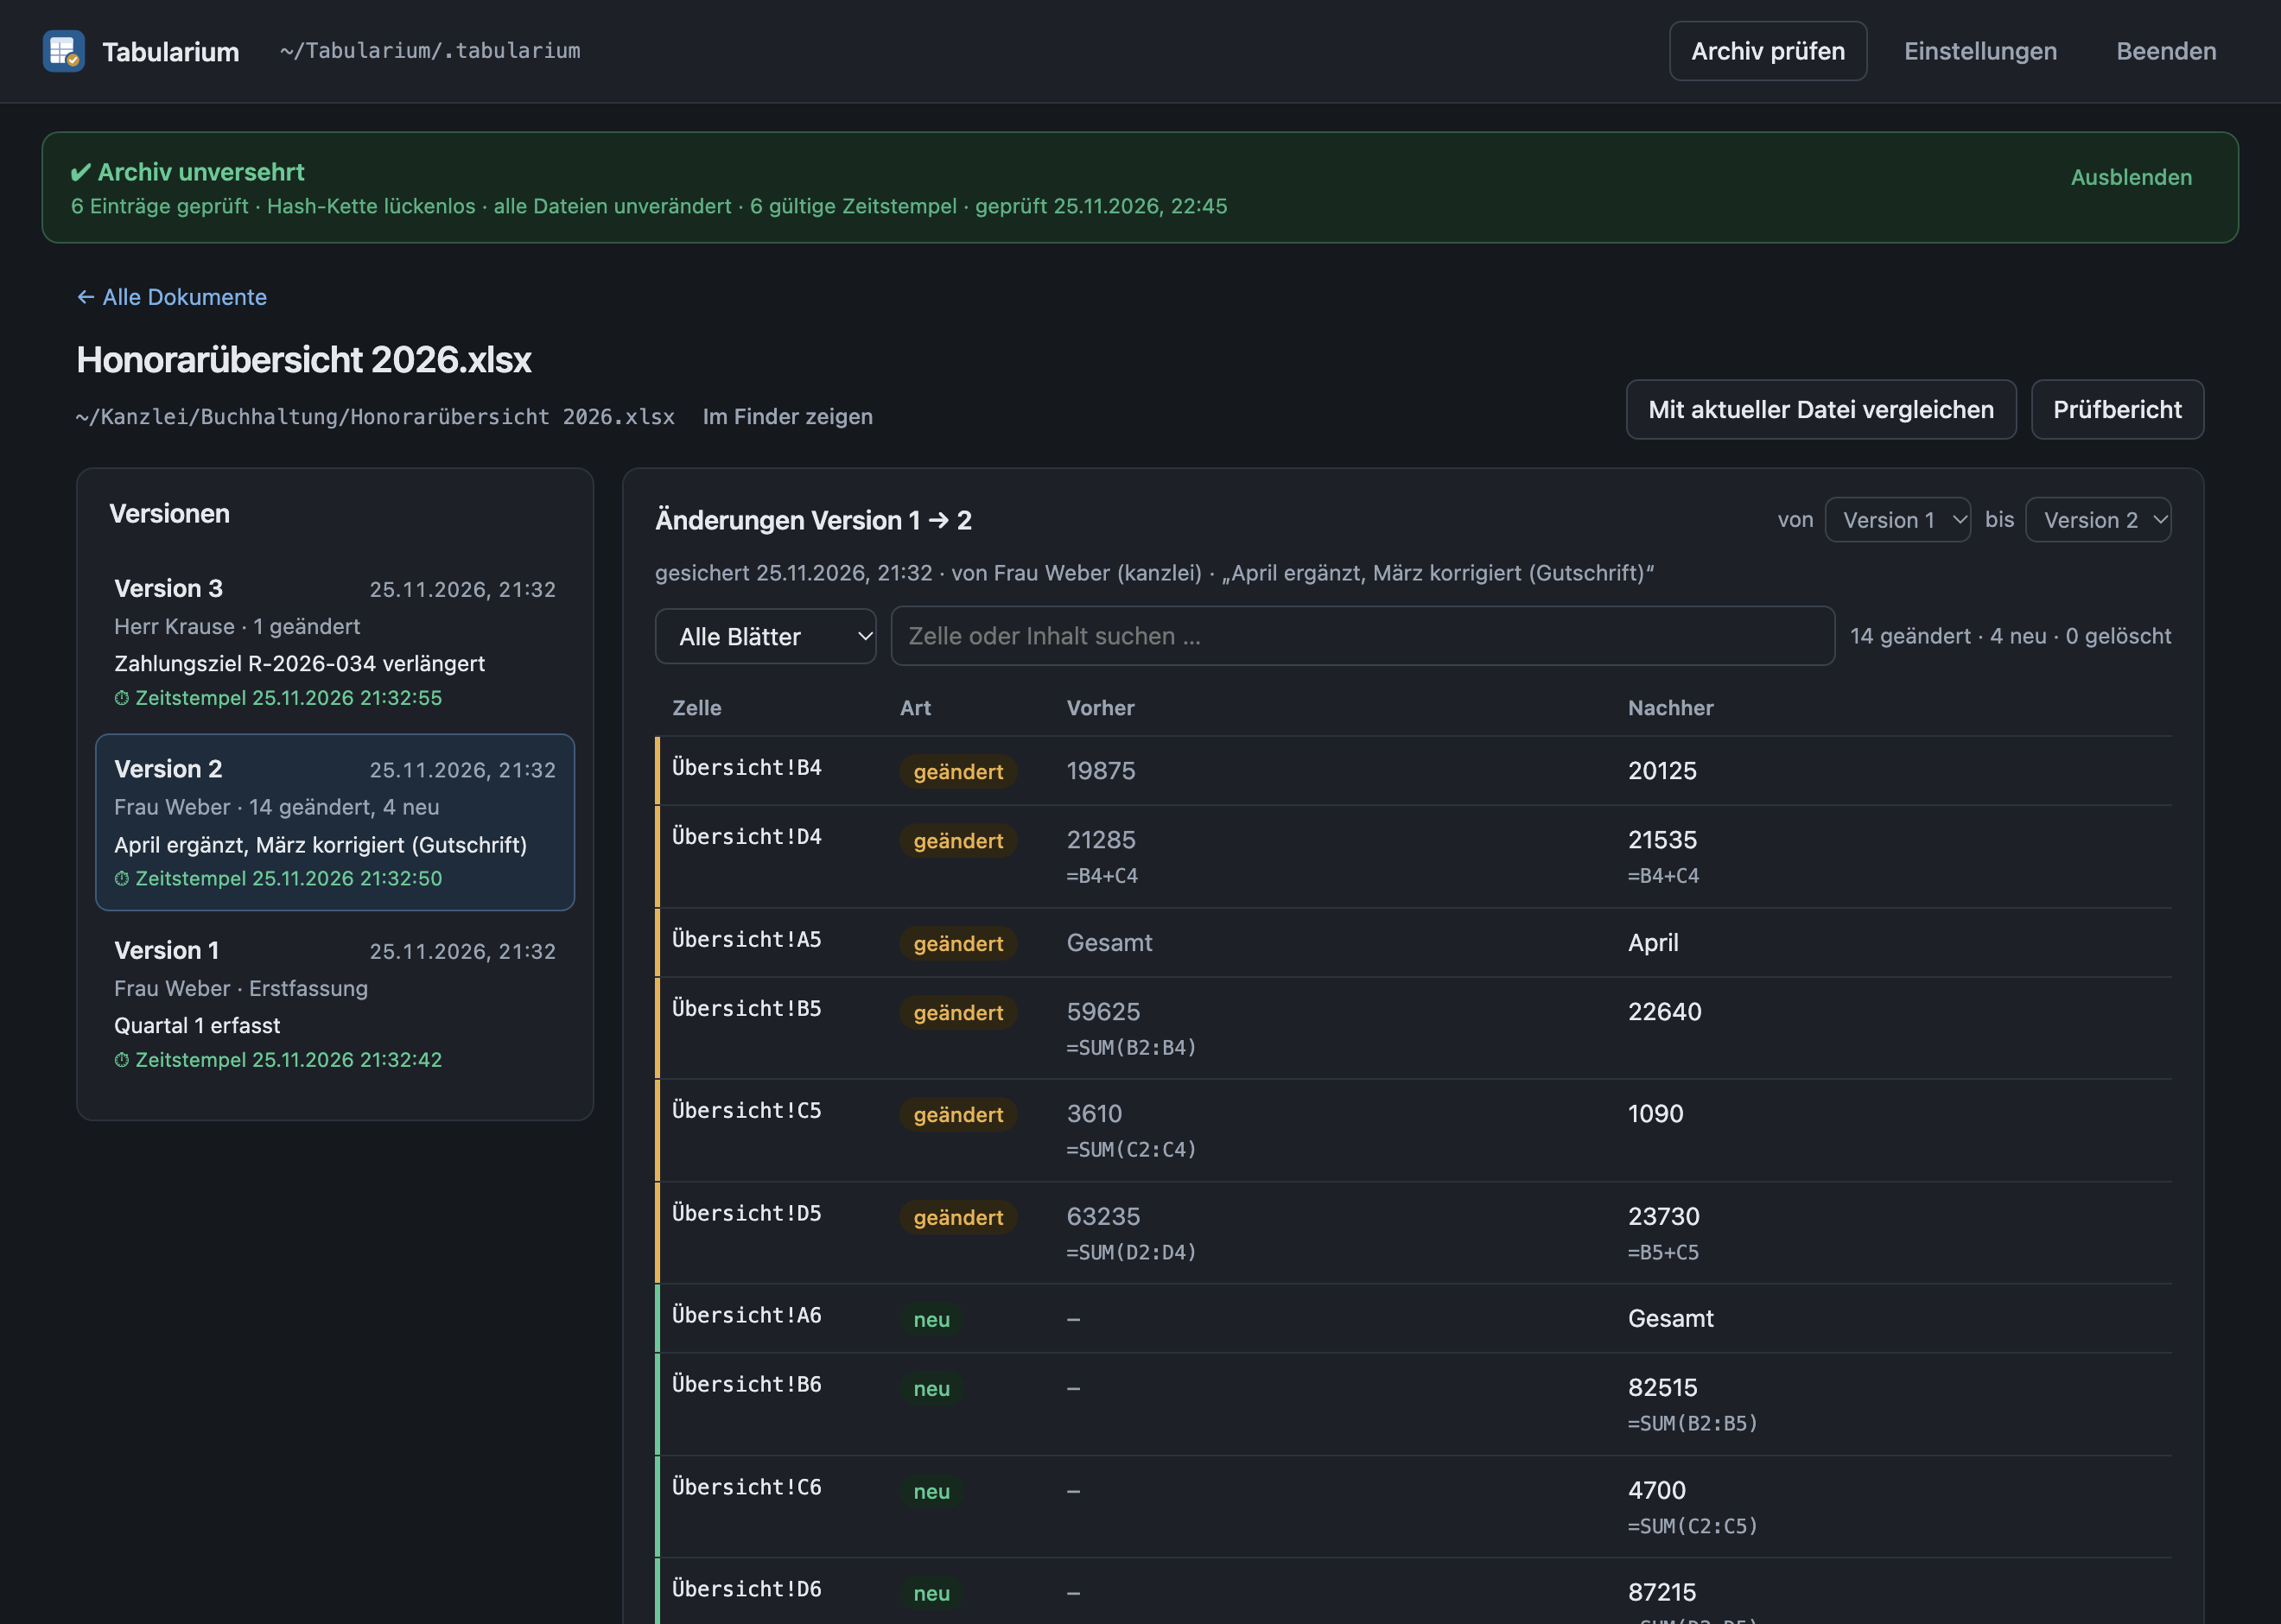 Tabularium ~/Tabularium/.tabularium Archiv prüfen Einstellungen Beenden
✔ Archiv unversehrt
Ausblenden
6 Einträge geprüft · Hash-Kette lückenlos · alle Dateien unverändert · 6 gültige Zeitstempel · geprüft 25.11.2026, 22:45
← Alle Dokumente
Honorarübersicht 2026.xlsx
~/Kanzlei/Buchhaltung/Honorarübersicht 2026.xlsx Im Finder zeigen
Mit aktueller Datei vergleichen Prüfbericht
Versionen
Version 3 25.11.2026, 21:32
Herr Krause · 1 geändert
Zahlungsziel R-2026-034 verlängert
⏱ Zeitstempel 25.11.2026 21:32:55
Version 2 25.11.2026, 21:32
Frau Weber · 14 geändert, 4 neu
April ergänzt, März korrigiert (Gutschrift)
⏱ Zeitstempel 25.11.2026 21:32:50
Version 1 25.11.2026, 21:32
Frau Weber · Erstfassung
Quartal 1 erfasst
⏱ Zeitstempel 25.11.2026 21:32:42
Änderungen Version 1 → 2
von Version 1 bis Version 2
gesichert 25.11.2026, 21:32 · von Frau Weber (kanzlei) · „April ergänzt, März korrigiert (Gutschrift)“
Alle Blätter Zelle oder Inhalt suchen ... 14 geändert · 4 neu · 0 gelöscht
Zelle Art Vorher Nachher
Übersicht!B4 geändert 19875 20125
Übersicht!D4 geändert 21285 21535
=B4+C4 =B4+C4
Übersicht!A5 geändert Gesamt April
Übersicht!B5 geändert 59625 22640
=SUM(B2:B4)
Übersicht!C5 geändert 3610 1090
=SUM(C2:C4)
Übersicht!D5 geändert 63235 23730
=SUM(D2:D4) =B5+C5
Übersicht!A6 neu – Gesamt
Übersicht!B6 neu – 82515
=SUM(B2:B5)
Übersicht!C6 neu – 4700
=SUM(C2:C5)
Übersicht!D6 neu – 87215